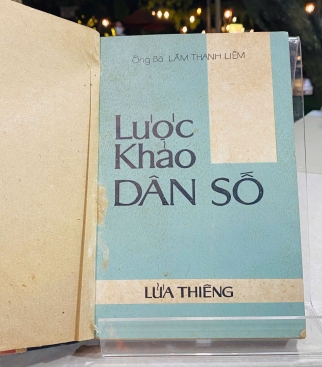 Ông Bà LÂM THANH LIÊM
Lược
Khảo
DÂN SỐ
LỬA THIÊNG